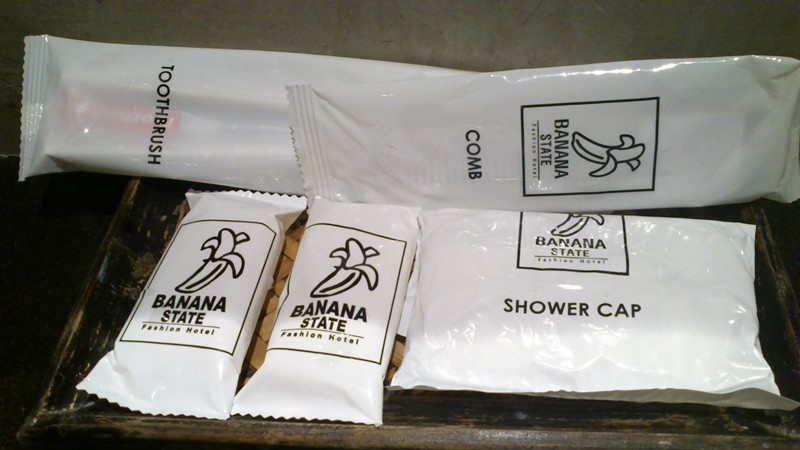 TOOTHBRUSH
COMB
BANANA
STATE
Fashion Hotel
BANANA
STATE
Fashion Hotel
BANANA
STATE
Fashion Hotel
BANANA
STATE
Fashion Hotel
SHOWER CAP